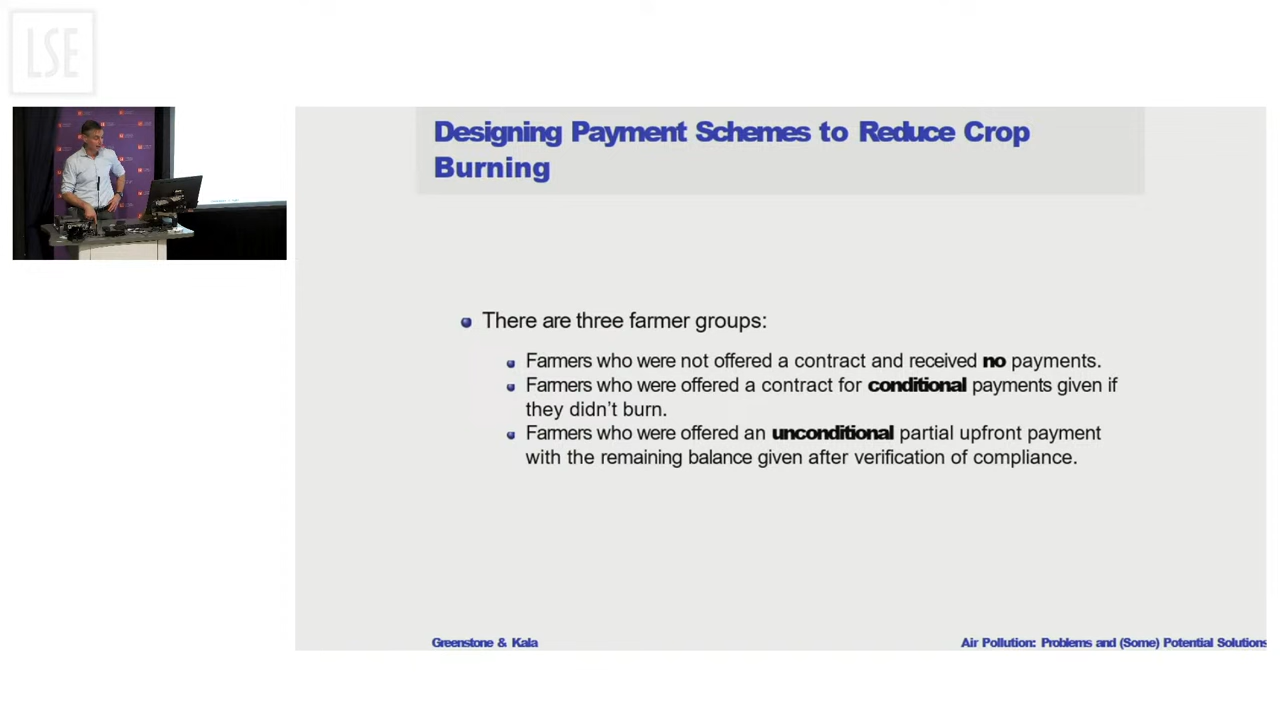 LSE
Designing Payment Schemes to Reduce Crop
Burning
There are three farmer groups:
Farmers who were not offered a contract and received no payments.
Farmers who were offered a contract for conditional payments given if
they didn’t burn.
Farmers who were offered an unconditional partial upfront payment
with the remaining balance given after verification of compliance.
Greenstone & Kala
Air Pollution: Problems and (Some) Potential Solutions